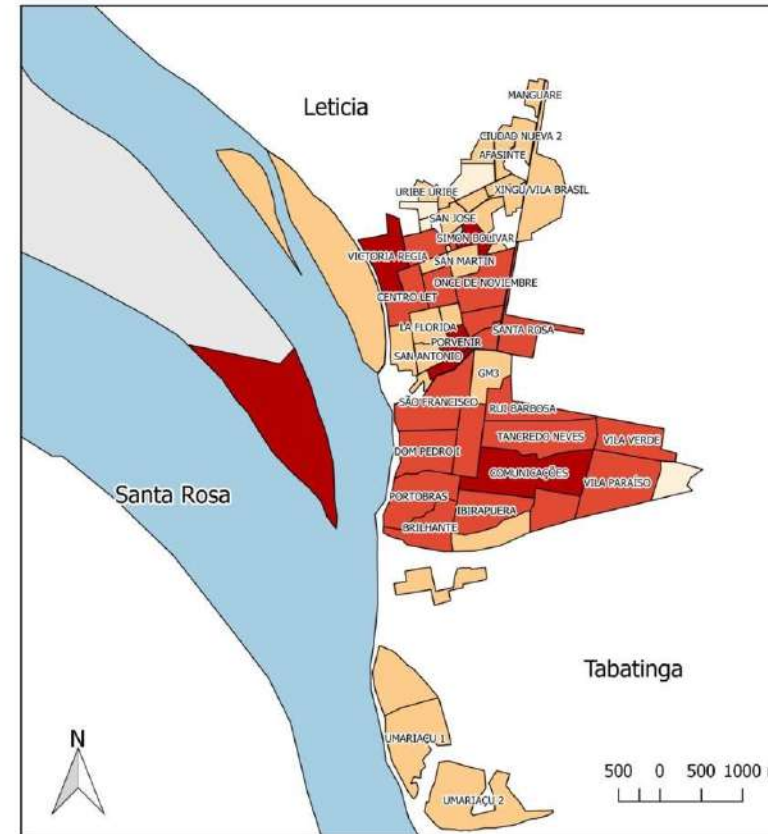 Leticia
MANGUARE
CIUDAD NUEVA 2
AFASINTE
URIBE URIBE
XINGU/VILA BRASIL
SAN JOSE
SIMON BOLIVAR
VICTORIA REGIA
SAN MARTIN
ONCE DE NOVIEMBRE
CENTRO LET
LA FLORIDA
SANTA ROSA
PORVENIR
SAN ANTONIO
GM3
SÃO FRANCISCO
RUI BARBOSA
TANCREDO NEVES
VILA VERDE
DOM PEDRO I
COMUNICAÇÕES
VILA PARAÍSO
Santa Rosa
PORTOBRAS
IBIRAPUERA
BRILHANTE
Tabatinga
UMARIAÇU 1
N
500 0 500 1000
UMARIAÇU 2